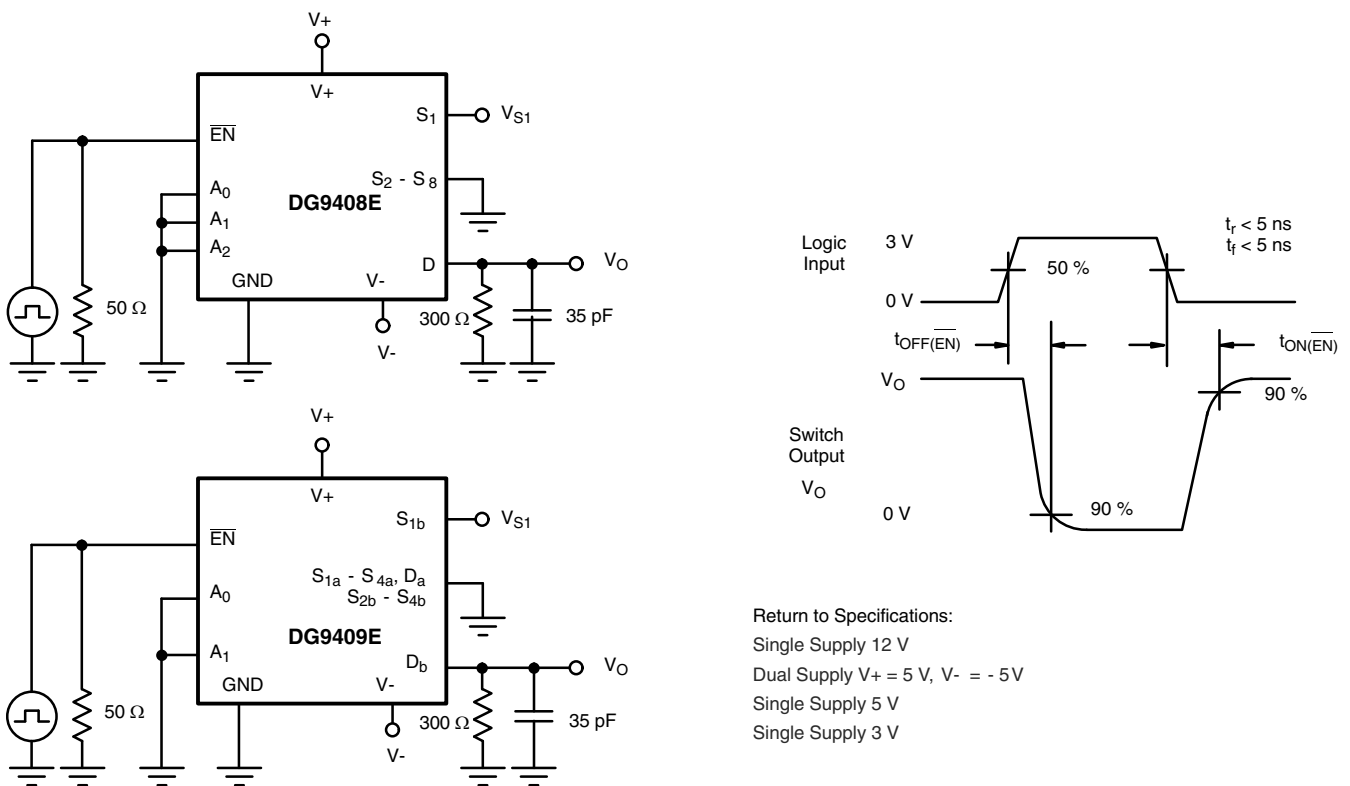 V+
V+
S1
VS1
EN
A0
S2 - S8
DG9408E
A1
A2
D
VO
GND
V-
50 Ω
300 Ω
35 pF
V-
V+
V+
S1b
VS1
EN
S1a - S4a, Da
A0
S2b - S4b
DG9409E
A1
Db
VO
GND
V-
50 Ω
300 Ω
35 pF
V-
Logic
Input
3 V
tr < 5 ns
tf < 5 ns
50 %
0 V
tOFF(EN)
tON(EN)
VO
90 %
Switch
Output
VO
0 V
90 %
Return to Specifications:
Single Supply 12 V
Dual Supply V+ = 5 V, V- = - 5 V
Single Supply 5 V
Single Supply 3 V